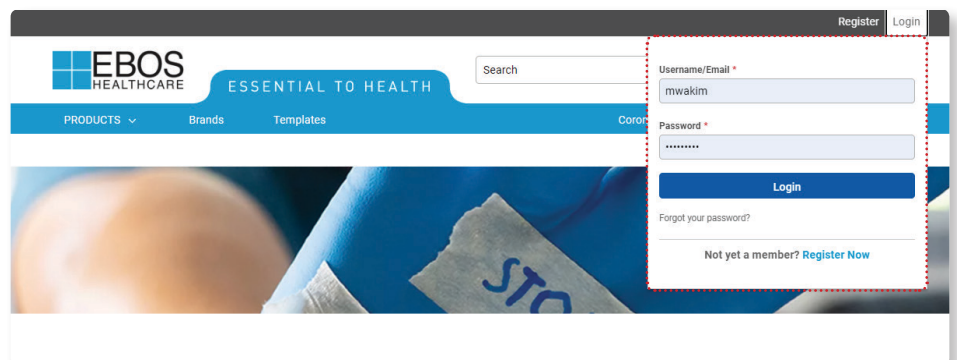 Register Login
EBOS
HEALTHCARE
ESSENTIAL TO HEALTH
Search
PRODUCTS Brands Templates
Username/Email *
mwakim
Password *
•••••••••
Login
Forgot your password?
Not yet a member? Register Now